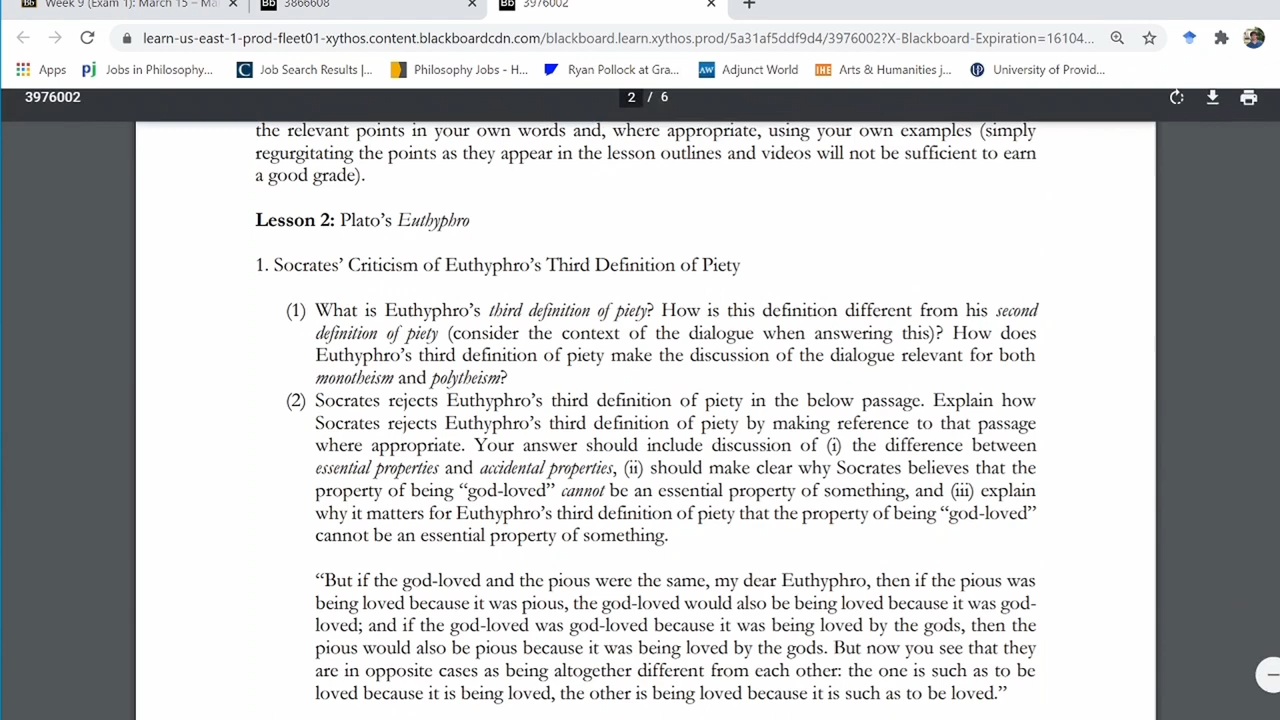 Bb Week 9 (Exam 1): March 15 – Ma
Bb 3866608
Bb 3976002
learn-us-east-1-prod-fleet01-xythos.content.blackboardcdn.com/blackboard.learn.xythos.prod/5a31af5ddf9d4/3976002?X-Blackboard-Expiration=16104...
Apps
pj Jobs in Philosophy...
C Job Search Results |...
Philosophy Jobs - H...
Ryan Pollock at Gra...
AW Adjunct World
IHE Arts & Humanities j...
University of Provid...
3976002
2 / 6
the relevant points in your own words and, where appropriate, using your own examples (simply
regurgitating the points as they appear in the lesson outlines and videos will not be sufficient to earn
a good grade).
Lesson 2: Plato's Euthyphro
1. Socrates' Criticism of Euthyphro's Third Definition of Piety
(1) What is Euthyphro's third definition of piety? How is this definition different from his second
definition of piety (consider the context of the dialogue when answering this)? How does
Euthyphro's third definition of piety make the discussion of the dialogue relevant for both
monotheism and polytheism?
(2) Socrates rejects Euthyphro's third definition of piety in the below passage. Explain how
Socrates rejects Euthyphro's third definition of piety by making reference to that passage
where appropriate. Your answer should include discussion of (i) the difference between
essential properties and accidental properties, (ii) should make clear why Socrates believes that the
property of being "god-loved" cannot be an essential property of something, and (iii) explain
why it matters for Euthyphro's third definition of piety that the property of being "god-loved"
cannot be an essential property of something.
"But if the god-loved and the pious were the same, my dear Euthyphro, then if the pious was
being loved because it was pious, the god-loved would also be being loved because it was god-
loved; and if the god-loved was god-loved because it was being loved by the gods, then the
pious would also be pious because it was being loved by the gods. But now you see that they
are in opposite cases as being altogether different from each other: the one is such as to be
loved because it is being loved, the other is being loved because it is such as to be loved."